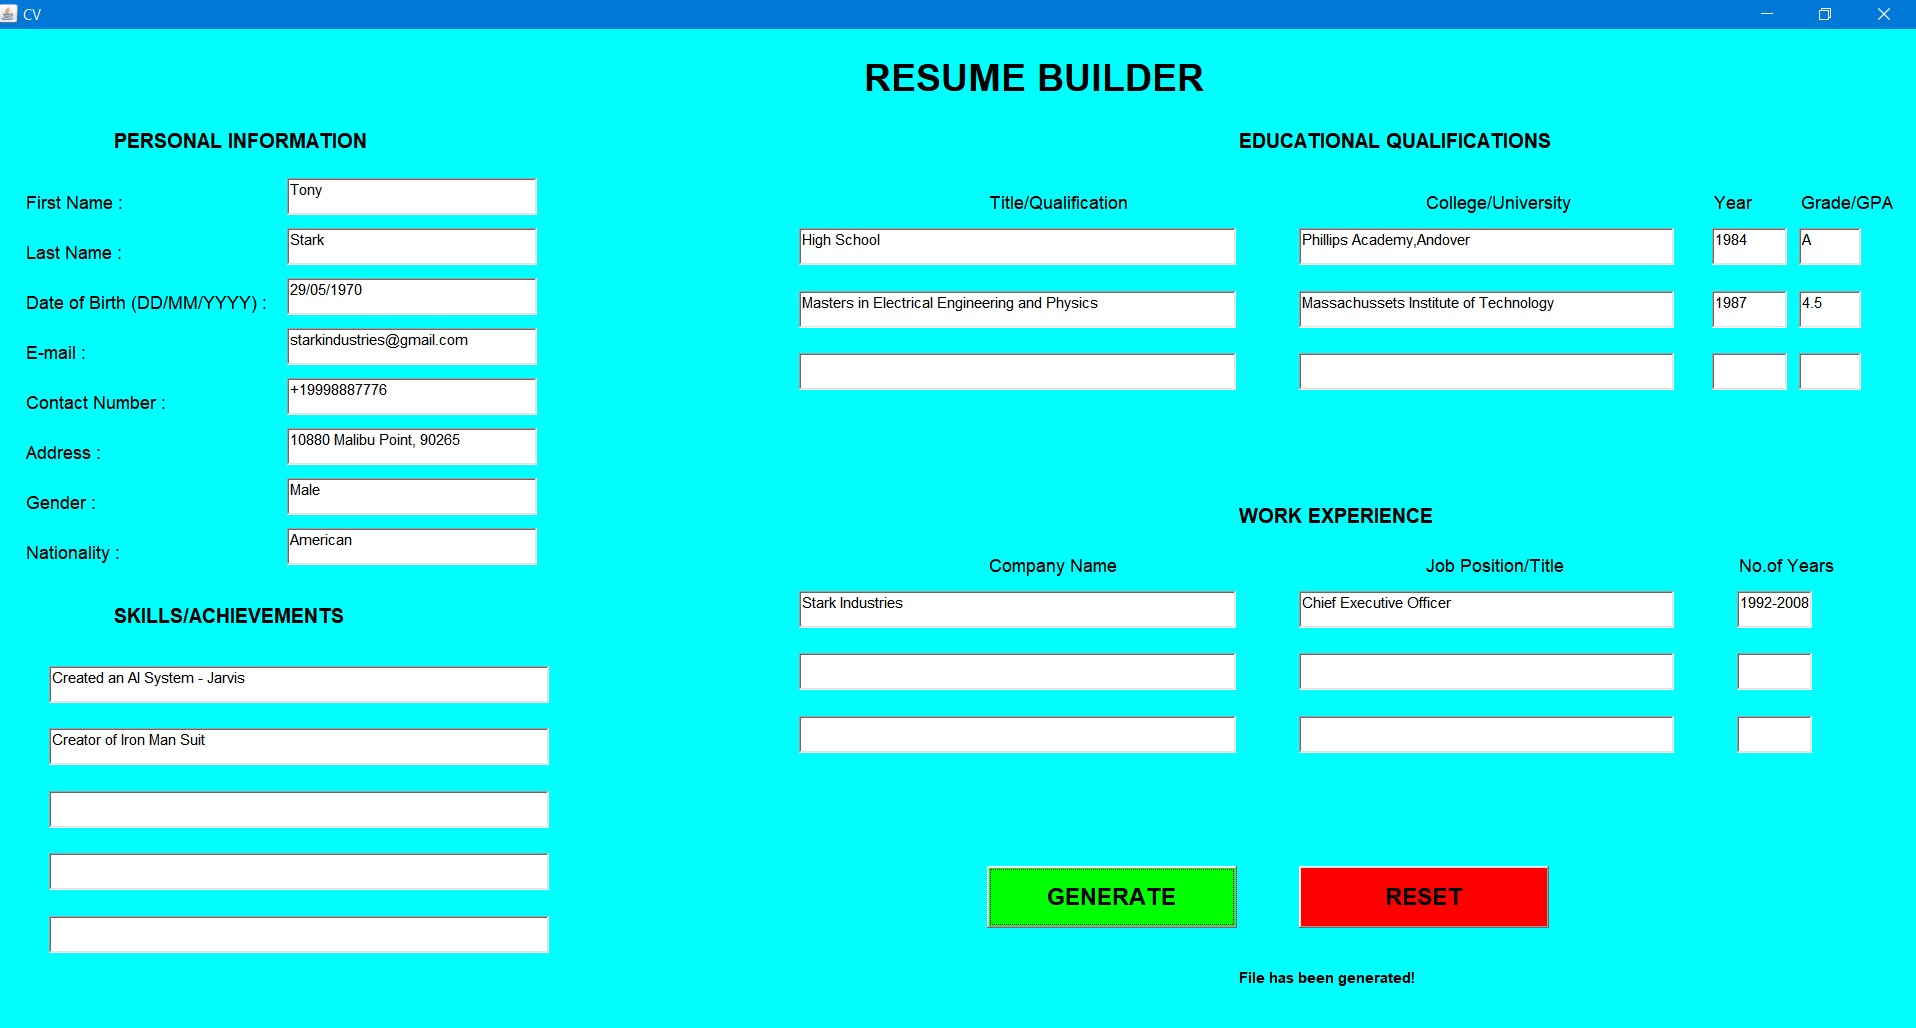 CV
RESUME BUILDER
PERSONAL INFORMATION
First Name : Tony
Last Name : Stark
Date of Birth (DD/MM/YYYY) : 29/05/1970
E-mail : starkindustries@gmail.com
Contact Number : +19998887776
Address : 10880 Malibu Point, 90265
Gender : Male
Nationality : American
SKILLS/ACHIEVEMENTS
Created an AI System - Jarvis
Creator of Iron Man Suit
EDUCATIONAL QUALIFICATIONS
Title/Qualification College/University Year Grade/GPA
High School Phillips Academy,Andover 1984 A
Masters in Electrical Engineering and Physics Massachussets Institute of Technology 1987 4.5
WORK EXPERIENCE
Company Name Job Position/Title No.of Years
Stark Industries Chief Executive Officer 1992-2008
GENERATE RESET
File has been generated!